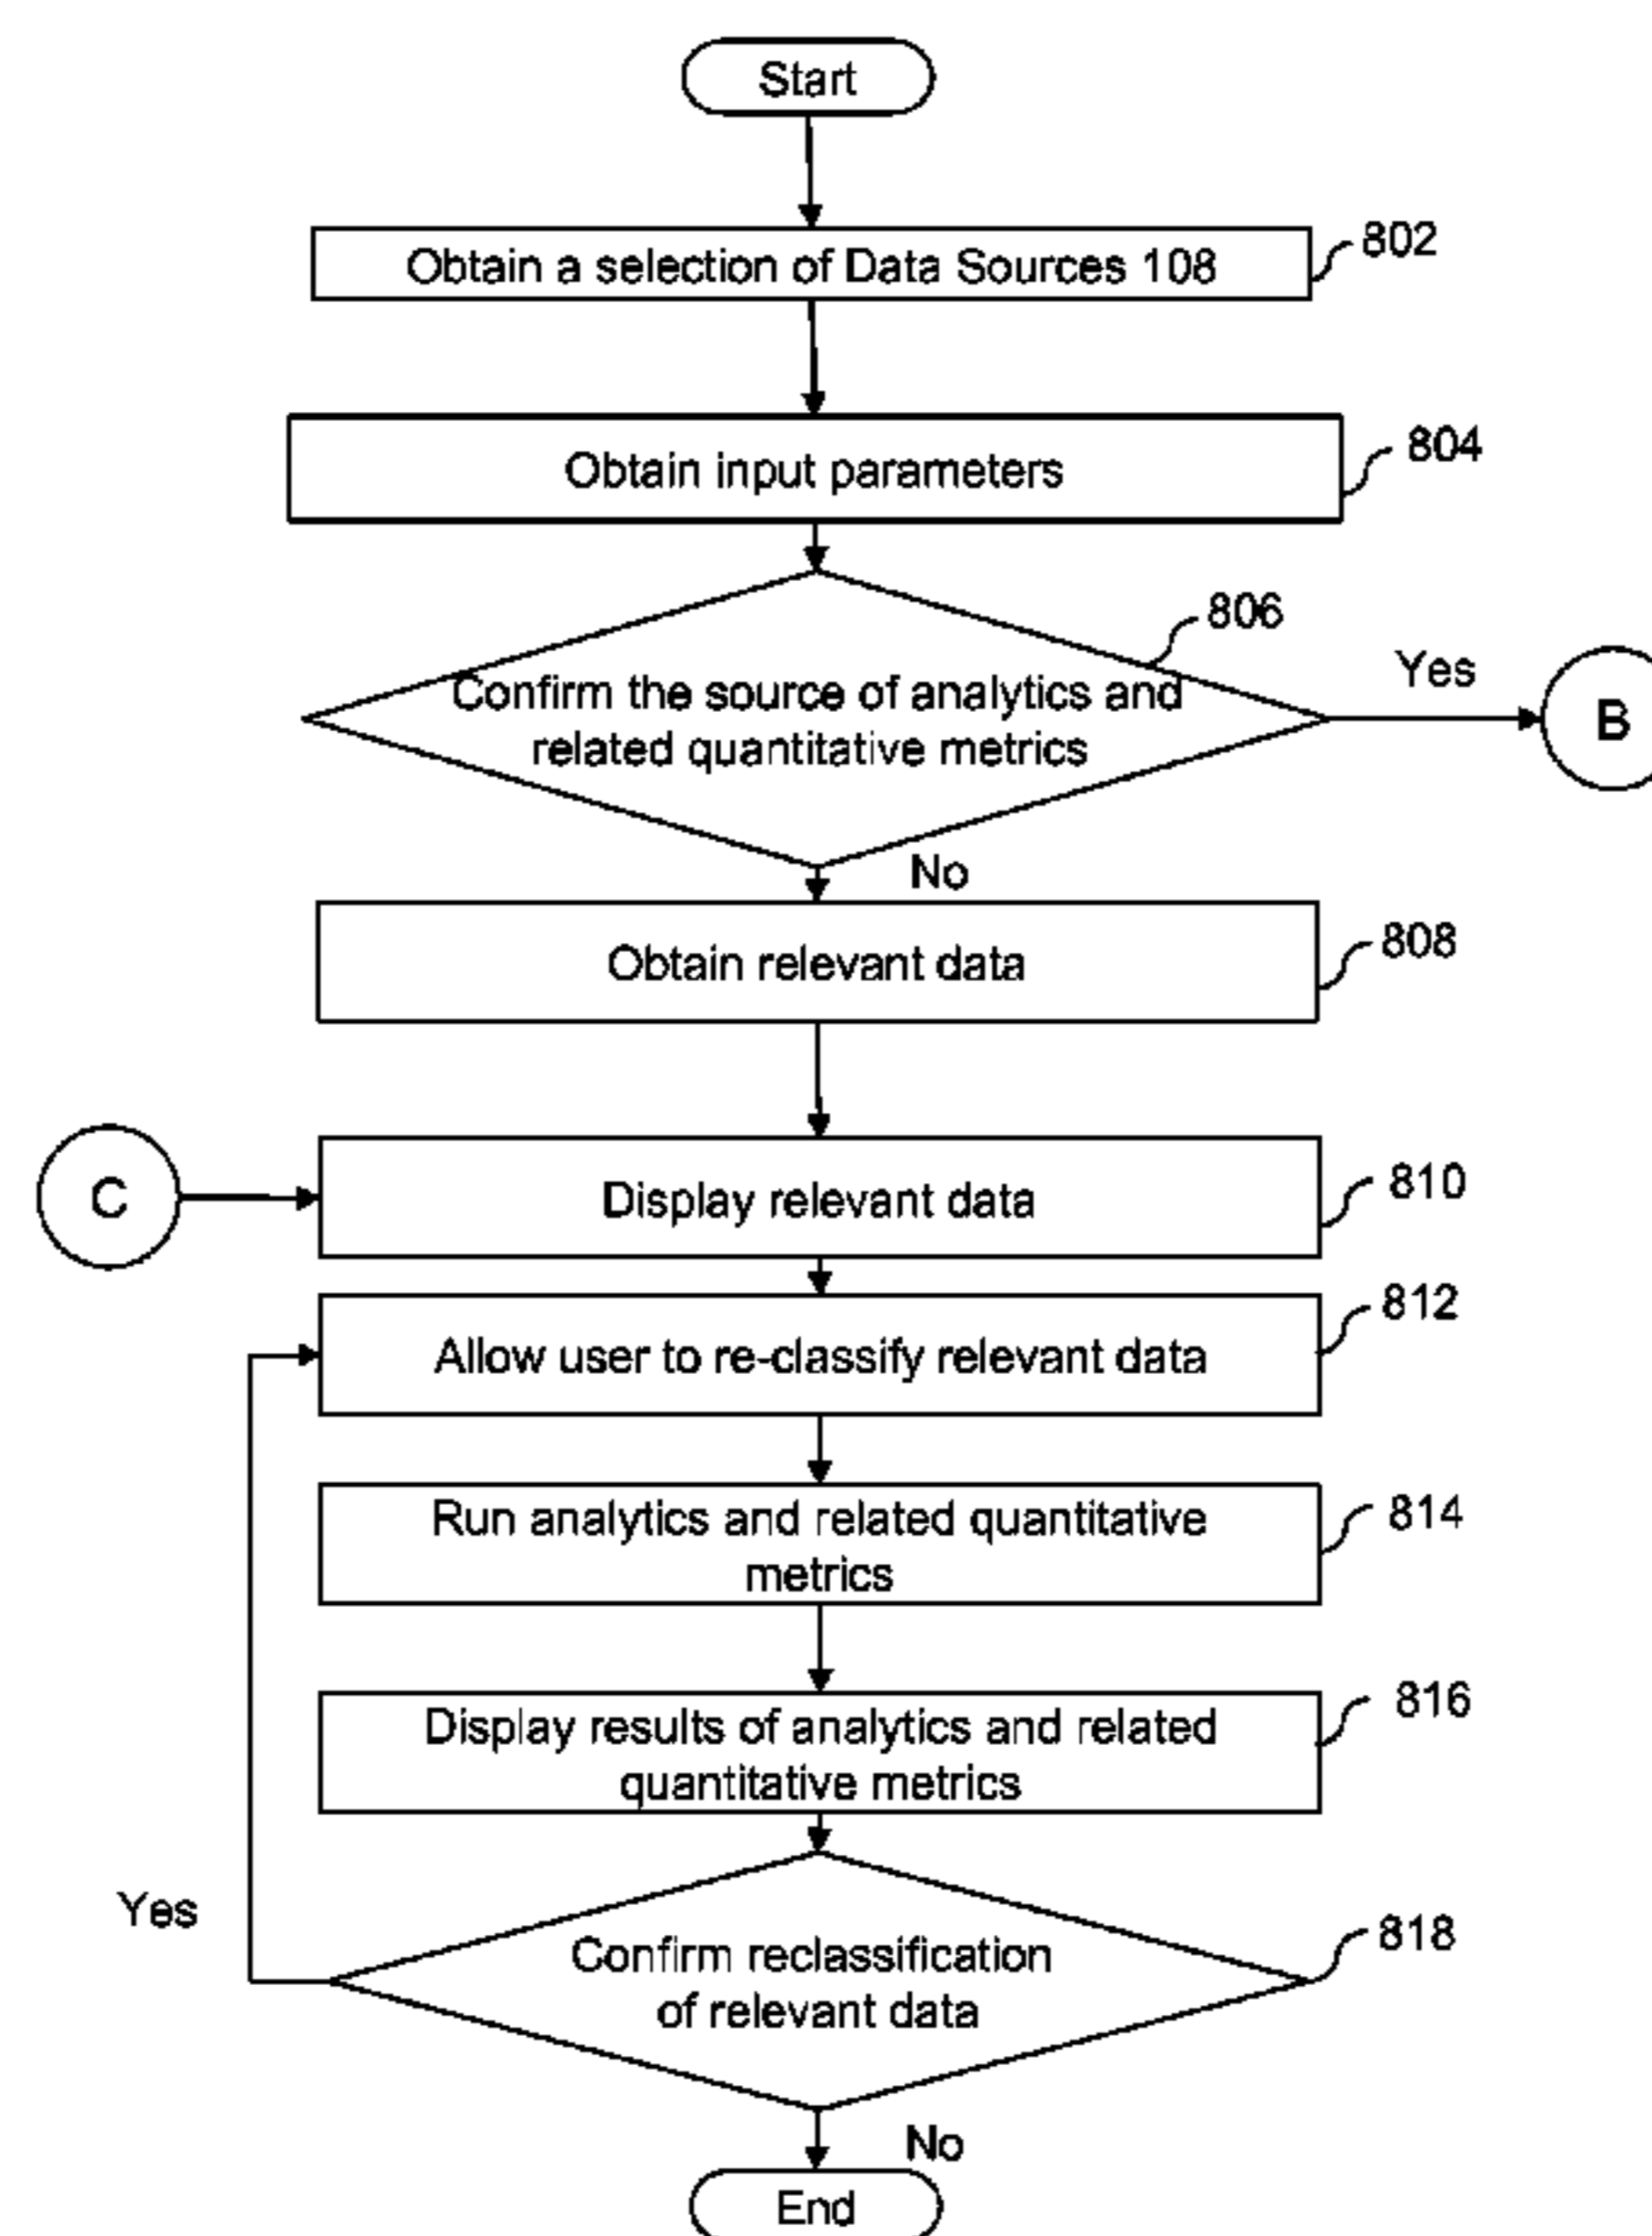 Start
Obtain a selection of Data Sources 108
802
Obtain input parameters
804
806
Confirm the source of analytics and
related quantitative metrics
Yes
B
No
Obtain relevant data
808
C
Display relevant data
810
Allow user to re-classify relevant data
812
Run analytics and related quantitative
metrics
814
Display results of analytics and related
quantitative metrics
816
Yes
Confirm reclassification
of relevant data
818
No
End